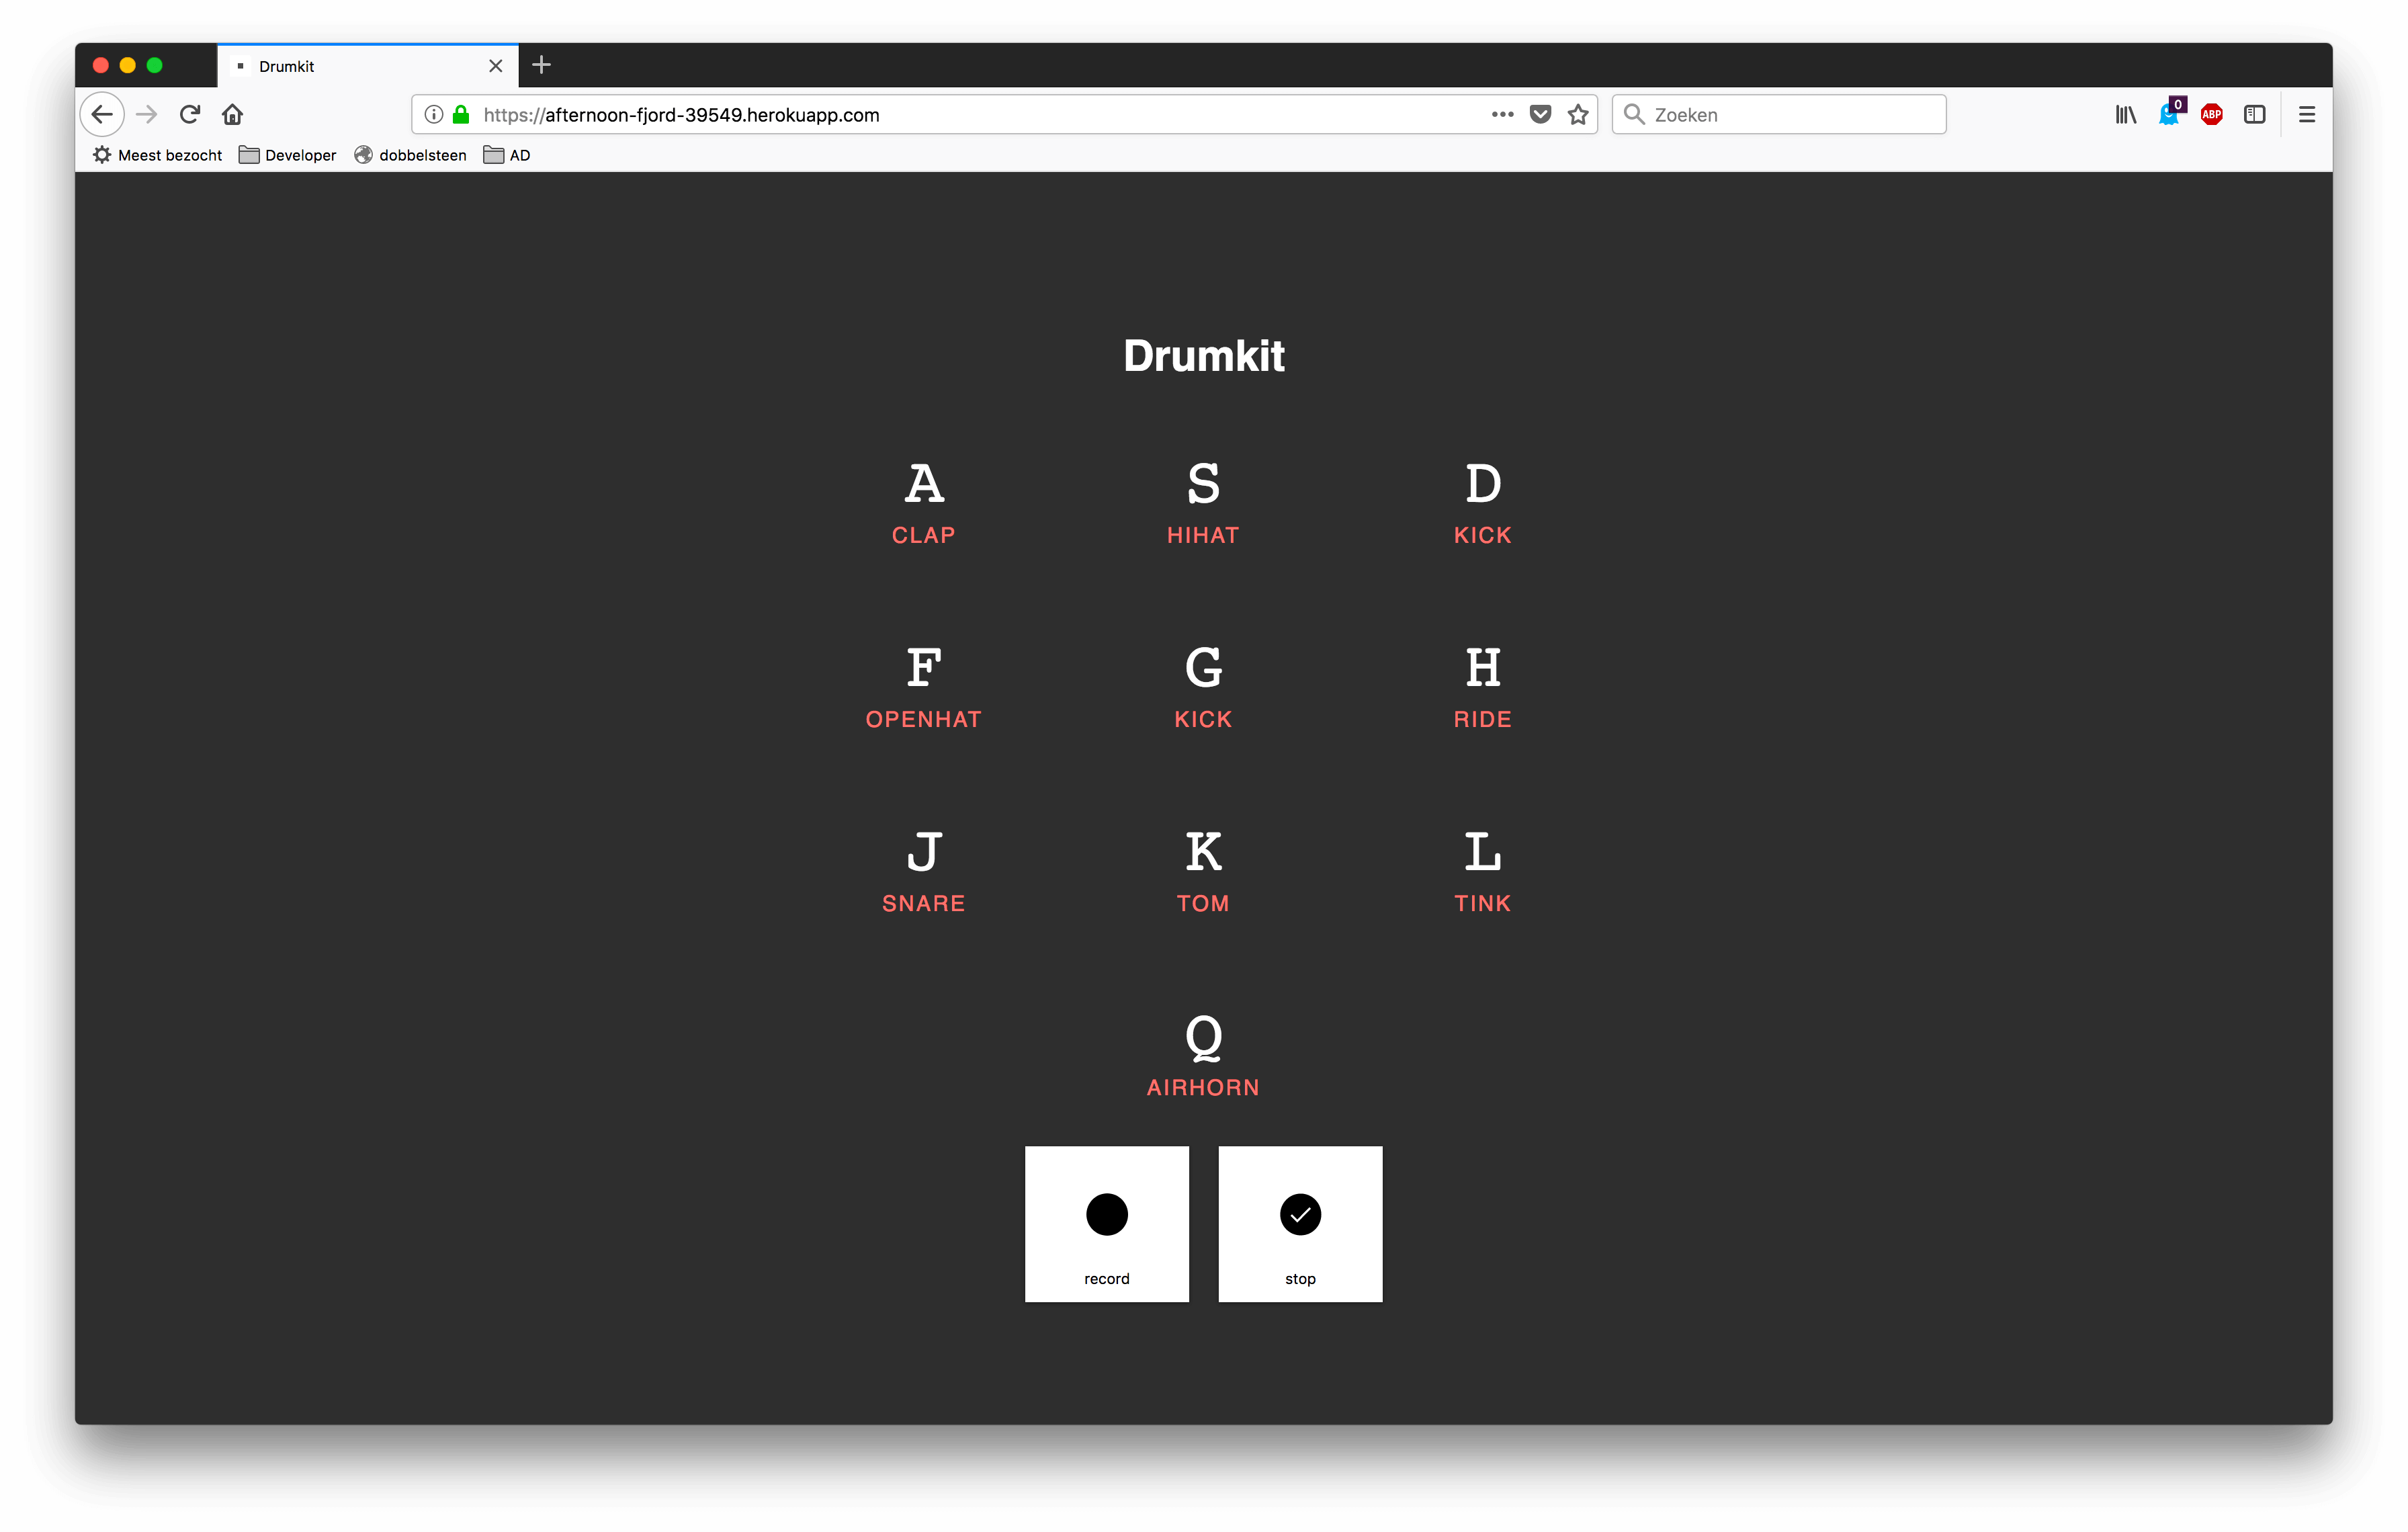 Drumkit
https://afternoon-fjord-39549.herokuapp.com
Zoeken
0
ABP
Meest bezocht
Developer
dobbelsteen
AD
Drumkit
A S D
CLAP HIHAT KICK
F G H
OPENHAT KICK RIDE
J K L
SNARE TOM TINK
Q
AIRHORN
record stop